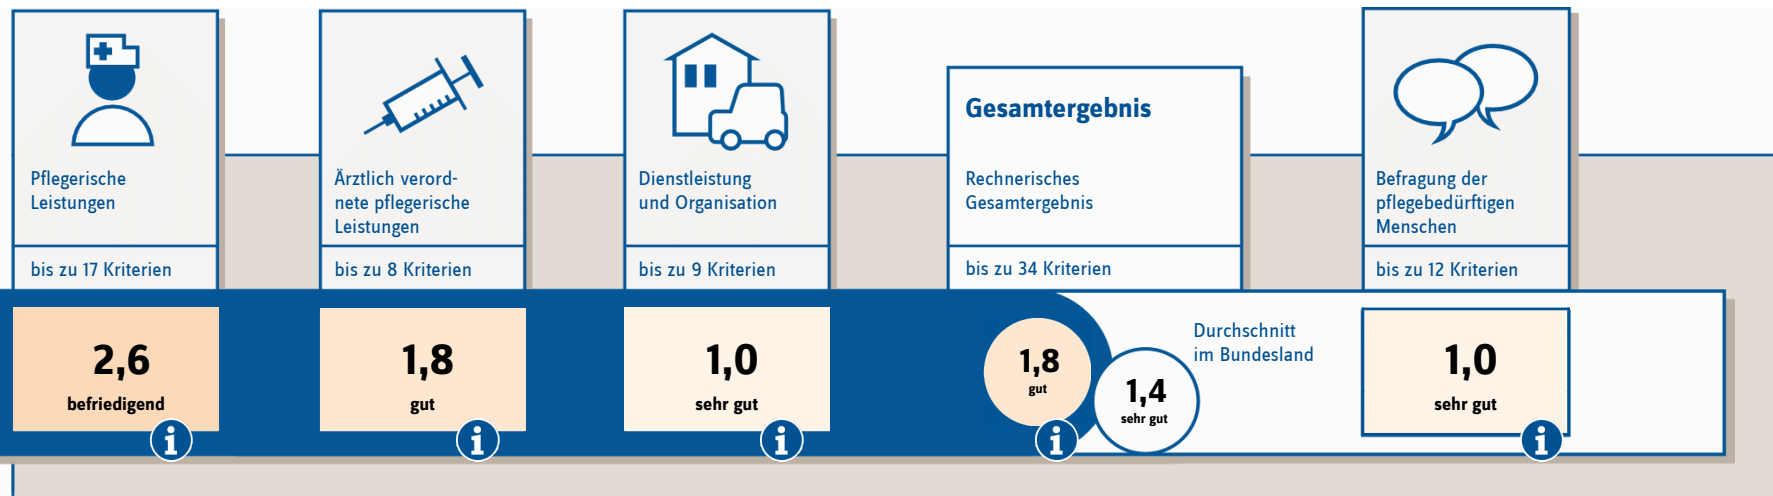 Pflegerische
Leistungen
bis zu 17 Kriterien
2,6
befriedigend
i
Ärztlich verord-
nete pflegerische
Leistungen
bis zu 8 Kriterien
1,8
gut
i
Dienstleistung
und Organisation
bis zu 9 Kriterien
1,0
sehr gut
i
Gesamtergebnis
Rechnerisches
Gesamtergebnis
bis zu 34 Kriterien
1,8
gut
i
1,4
sehr gut
Durchschnitt
im Bundesland
Befragung der
pflegebedürftigen
Menschen
bis zu 12 Kriterien
1,0
sehr gut
i